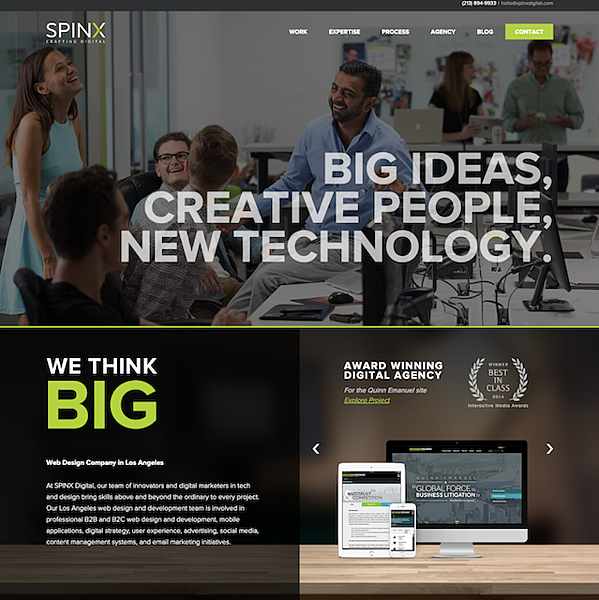 (213) 894-9933 | hello@spinxdigital.com
SPINX
CRAFTING DIGITAL
WORK EXPERTISE PROCESS AGENCY BLOG CONTACT
BIG IDEAS,
CREATIVE PEOPLE,
NEW TECHNOLOGY.
WE THINK
BIG
Web Design Company in Los Angeles
At SPINX Digital, our team of innovators and digital marketers in tech
and design bring skills above and beyond the ordinary to every project.
Our Los Angeles web design and development team is involved in
professional B2B and B2C web design and development, mobile
applications, digital strategy, user experience, advertising, social media,
content management systems, and email marketing initiatives.
AWARD WINNING
DIGITAL AGENCY
For the Quinn Emanuel site
Explore Project
WINNER
BEST
IN
CLASS
2014
Interactive Media Awards
QUINN EMANUEL
GLOBAL FORCE
BUSINESS LITIGATION
ANTITRUST
COMPETITION